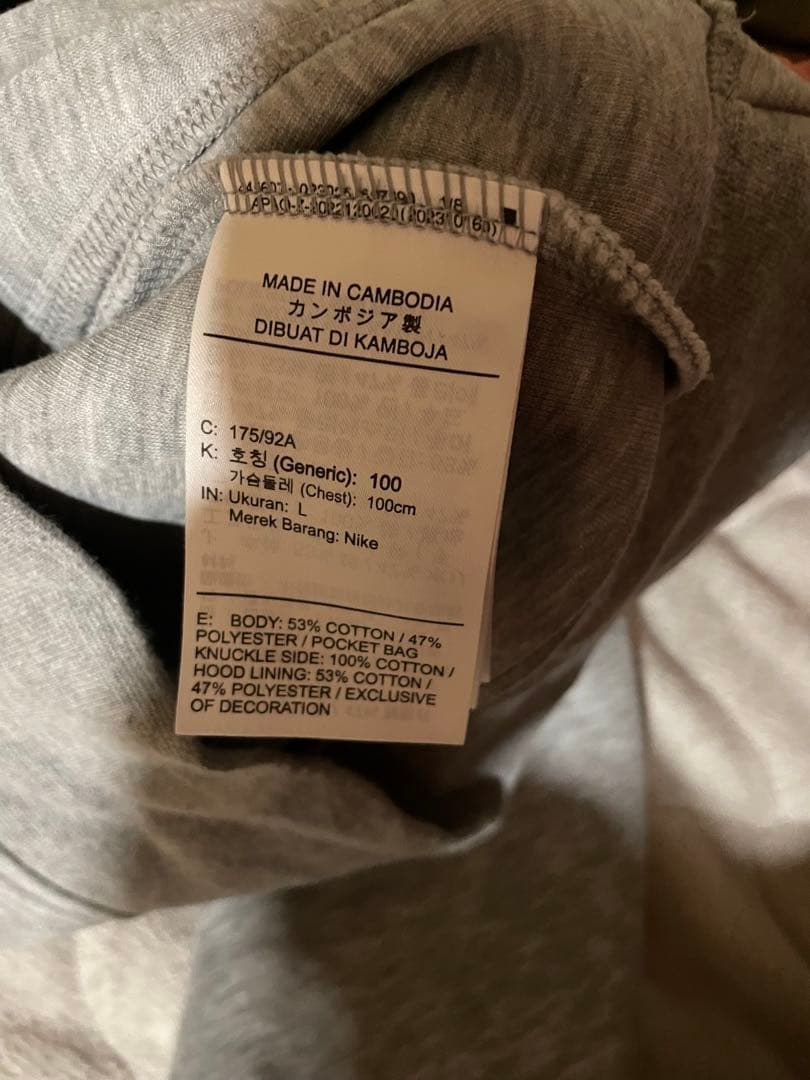 MADE IN CAMBODIA
カンボジア製
DIBUAT DI KAMBOJA
C: 175/92A
K: 호칭 (Generic): 100
가슴둘레 (Chest): 100cm
IN: Ukuran: L
Merek Barang: Nike
E: BODY: 53% COTTON / 47%
POLYESTER / POCKET BAG
KNUCKLE SIDE: 100% COTTON /
HOOD LINING: 53% COTTON /
47% POLYESTER / EXCLUSIVE
OF DECORATION